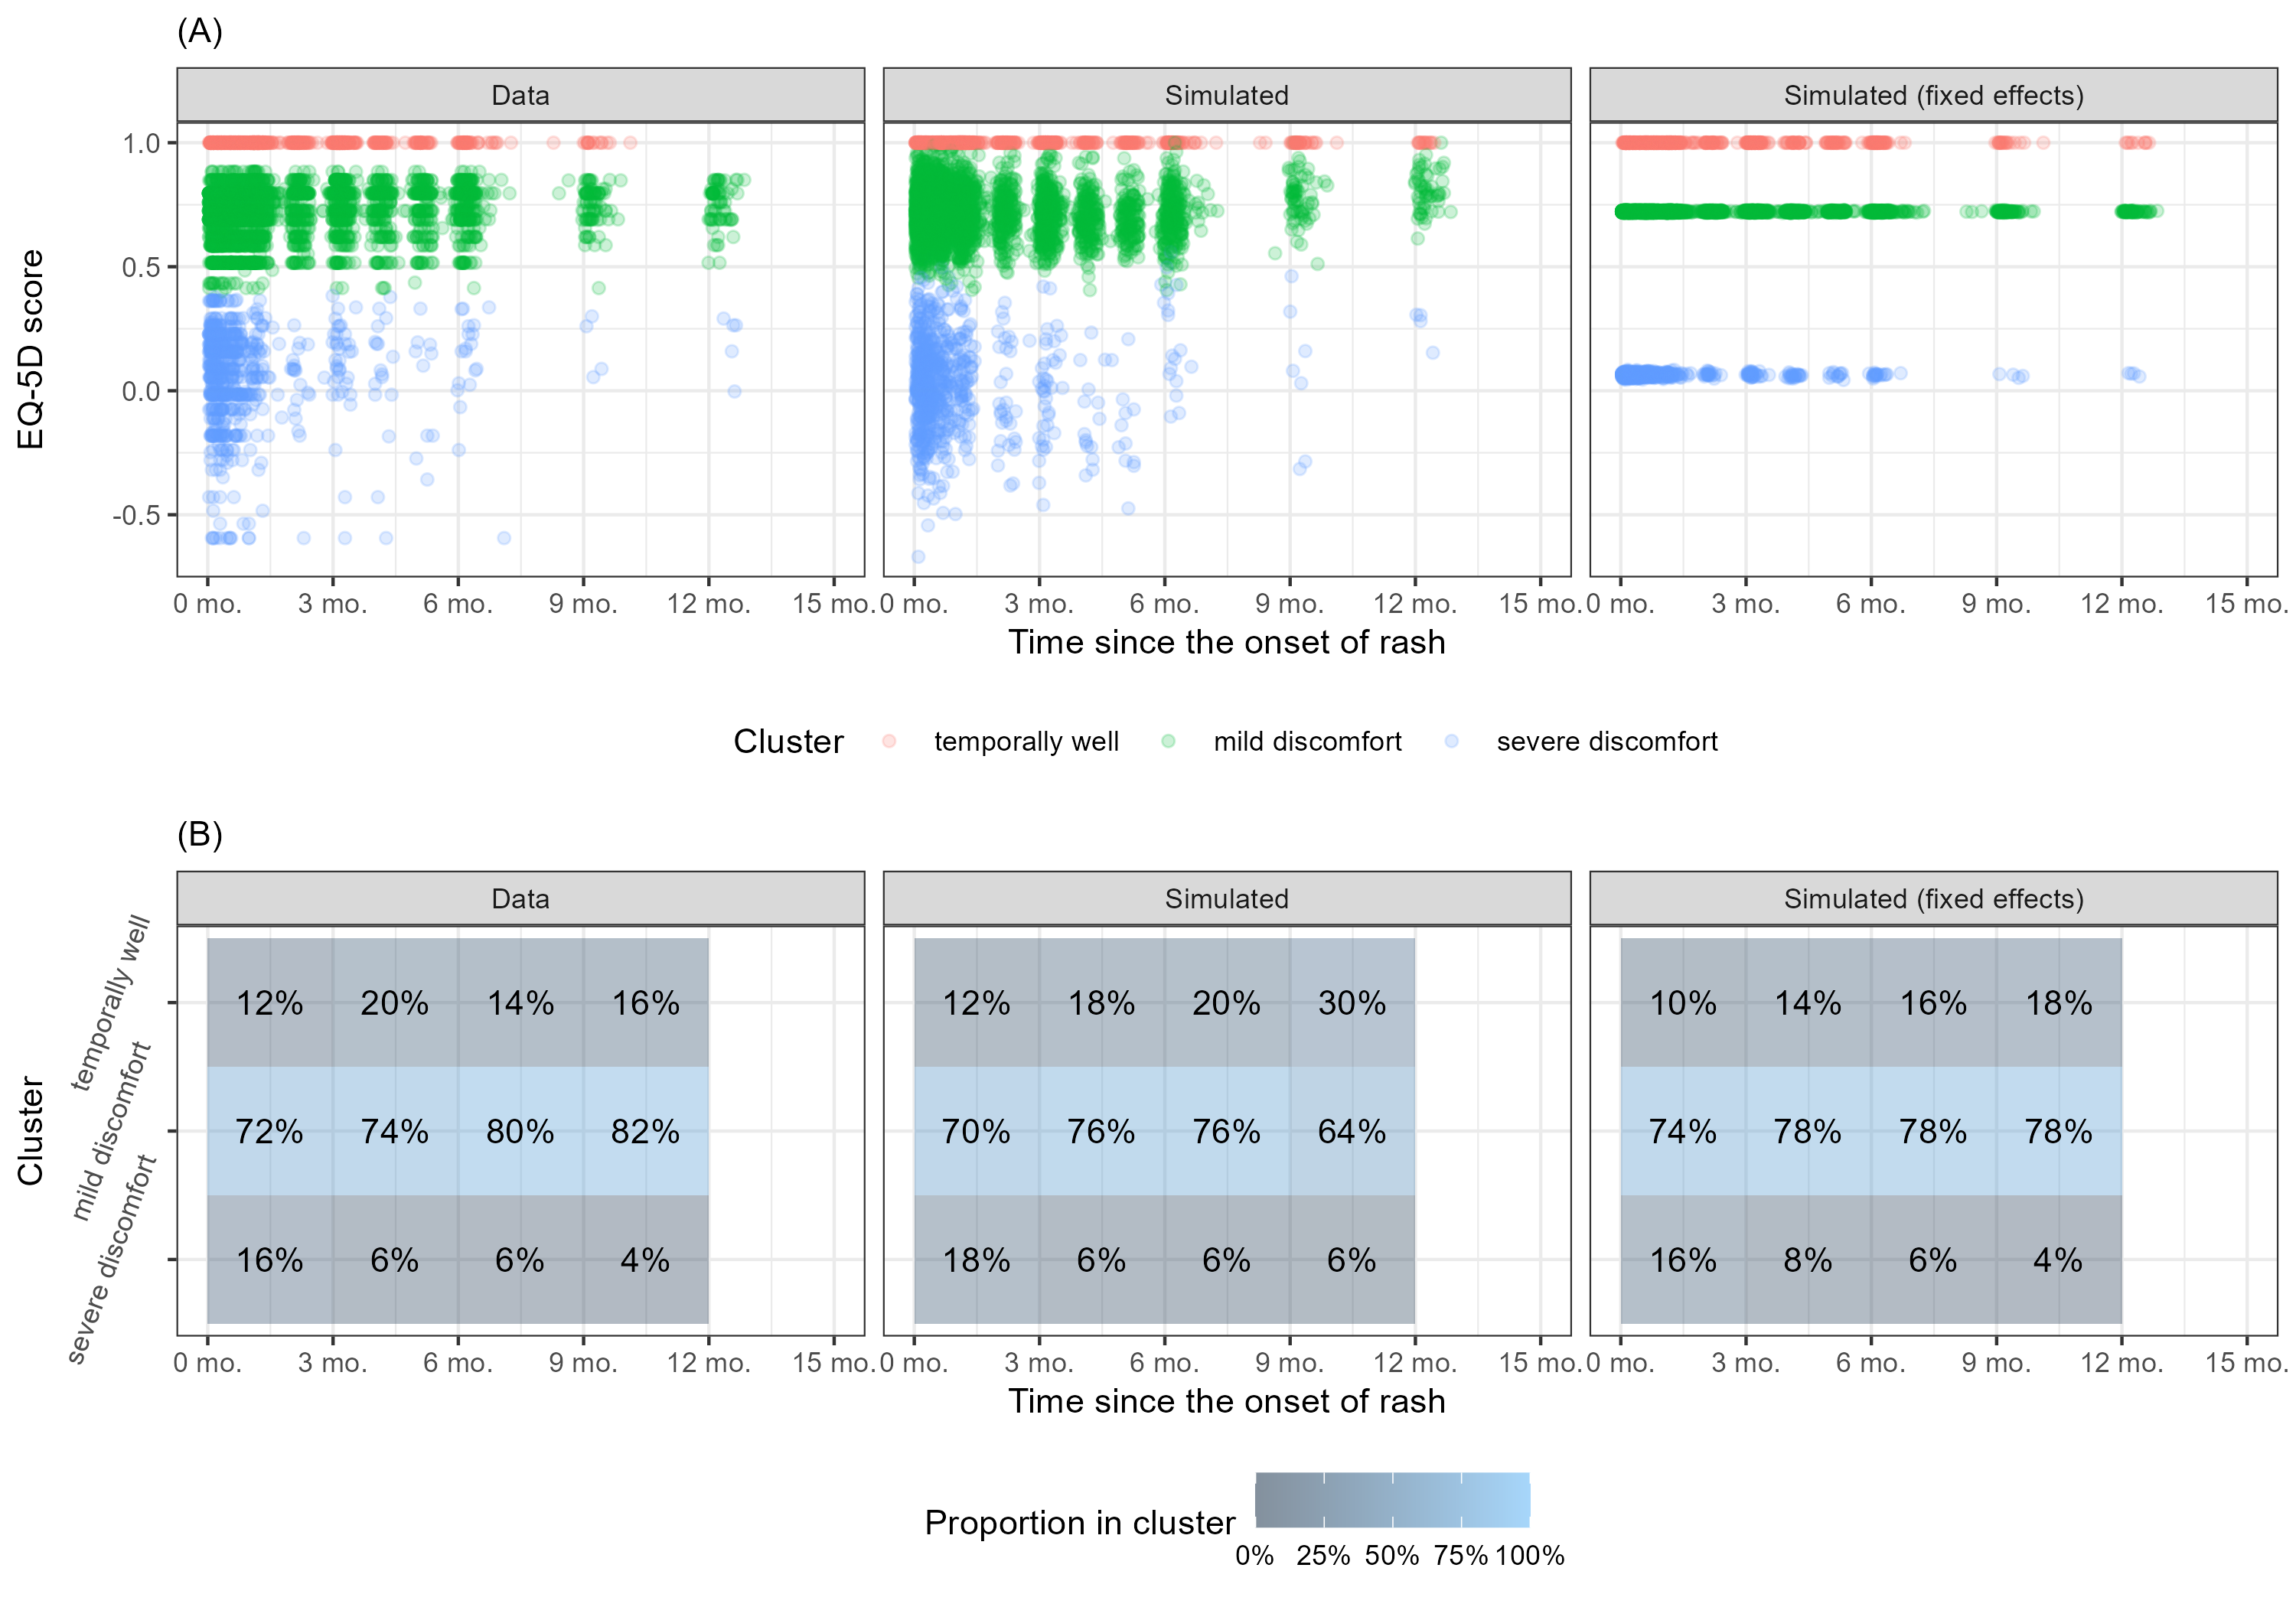 (A)
Data Simulated Simulated (fixed effects)
EQ-5D score
1.0
0.5
0.0
-0.5
0 mo. 3 mo. 6 mo. 9 mo. 12 mo. 15 mo. 0 mo. 3 mo. 6 mo. 9 mo. 12 mo. 15 mo. 0 mo. 3 mo. 6 mo. 9 mo. 12 mo. 15 mo.
Time since the onset of rash
Cluster temporally well mild discomfort severe discomfort
(B)
Data Simulated Simulated (fixed effects)
Cluster
temporally well
12% 20% 14% 16% 12% 18% 20% 30% 10% 14% 16% 18%
mild discomfort
72% 74% 80% 82% 70% 76% 76% 64% 74% 78% 78% 78%
severe discomfort
16% 6% 6% 4% 18% 6% 6% 6% 16% 8% 6% 4%
0 mo. 3 mo. 6 mo. 9 mo. 12 mo. 15 mo. 0 mo. 3 mo. 6 mo. 9 mo. 12 mo. 15 mo. 0 mo. 3 mo. 6 mo. 9 mo. 12 mo. 15 mo.
Time since the onset of rash
Proportion in cluster
0% 25% 50% 75% 100%